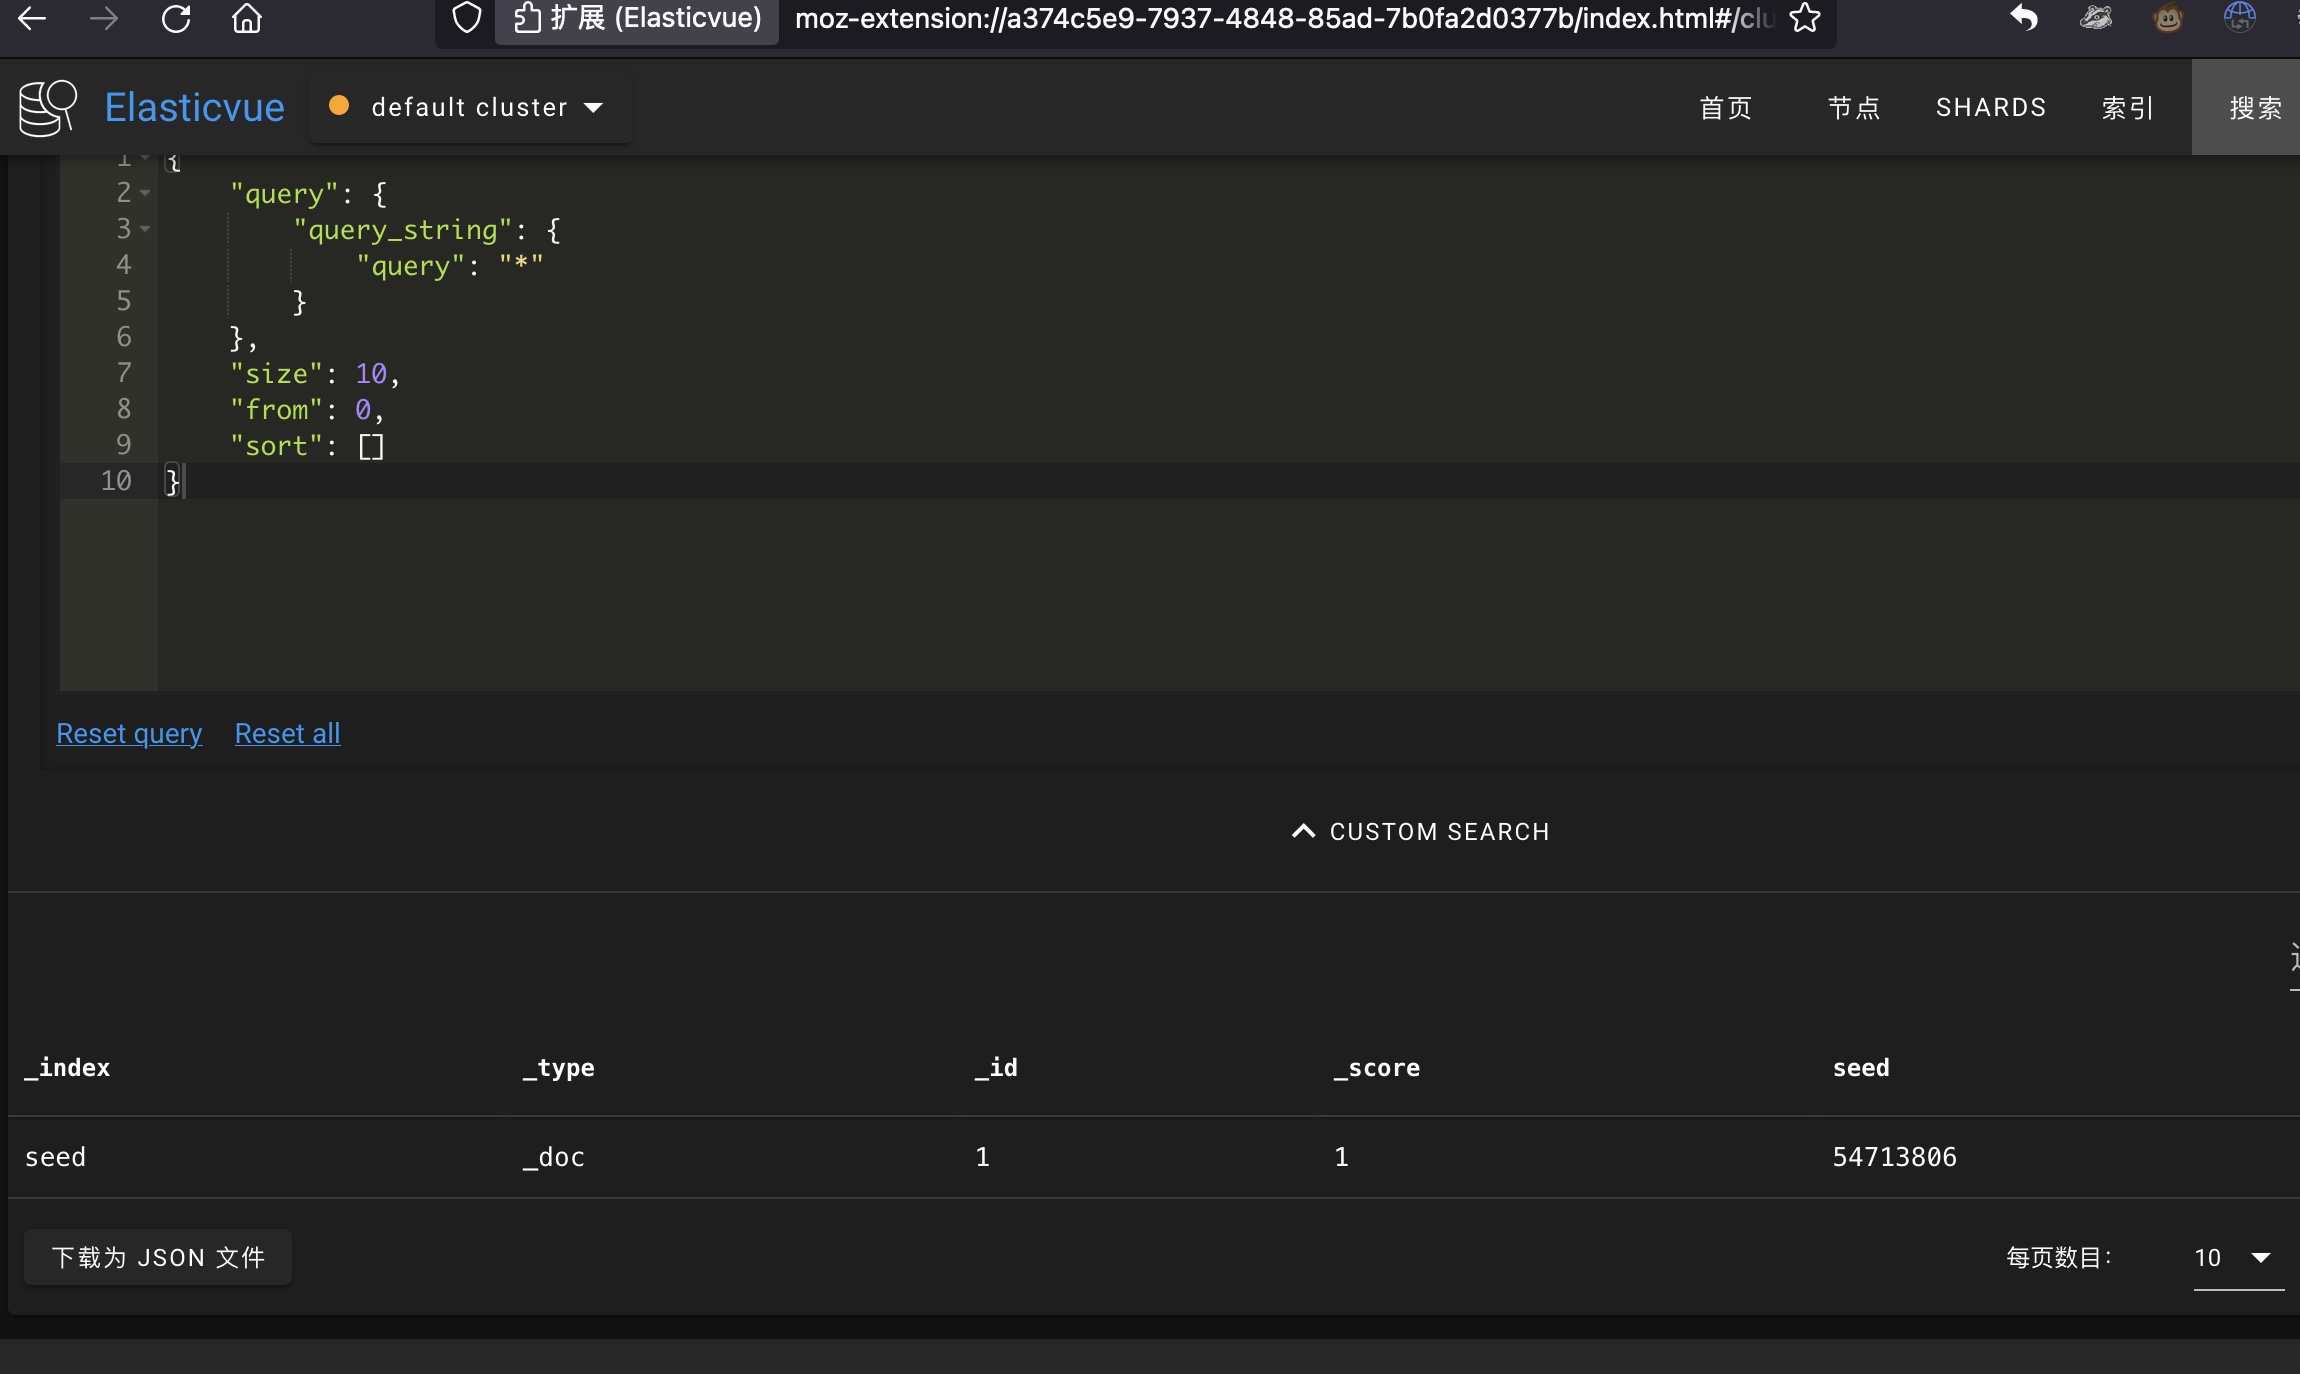 扩展 (Elasticvue) moz-extension://a374c5e9-7937-4848-85ad-7b0fa2d0377b/index.html#/clu
Elasticvue default cluster 首页 节点 SHARDS 索引 搜索
1 {
2 "query": {
3 "query_string": {
4 "query": "*"
5 }
6 },
7 "size": 10,
8 "from": 0,
9 "sort": []
10 }
Reset query Reset all
CUSTOM SEARCH
_index _type _id _score seed
seed _doc 1 1 54713806
下载为 JSON 文件 每页数目: 10